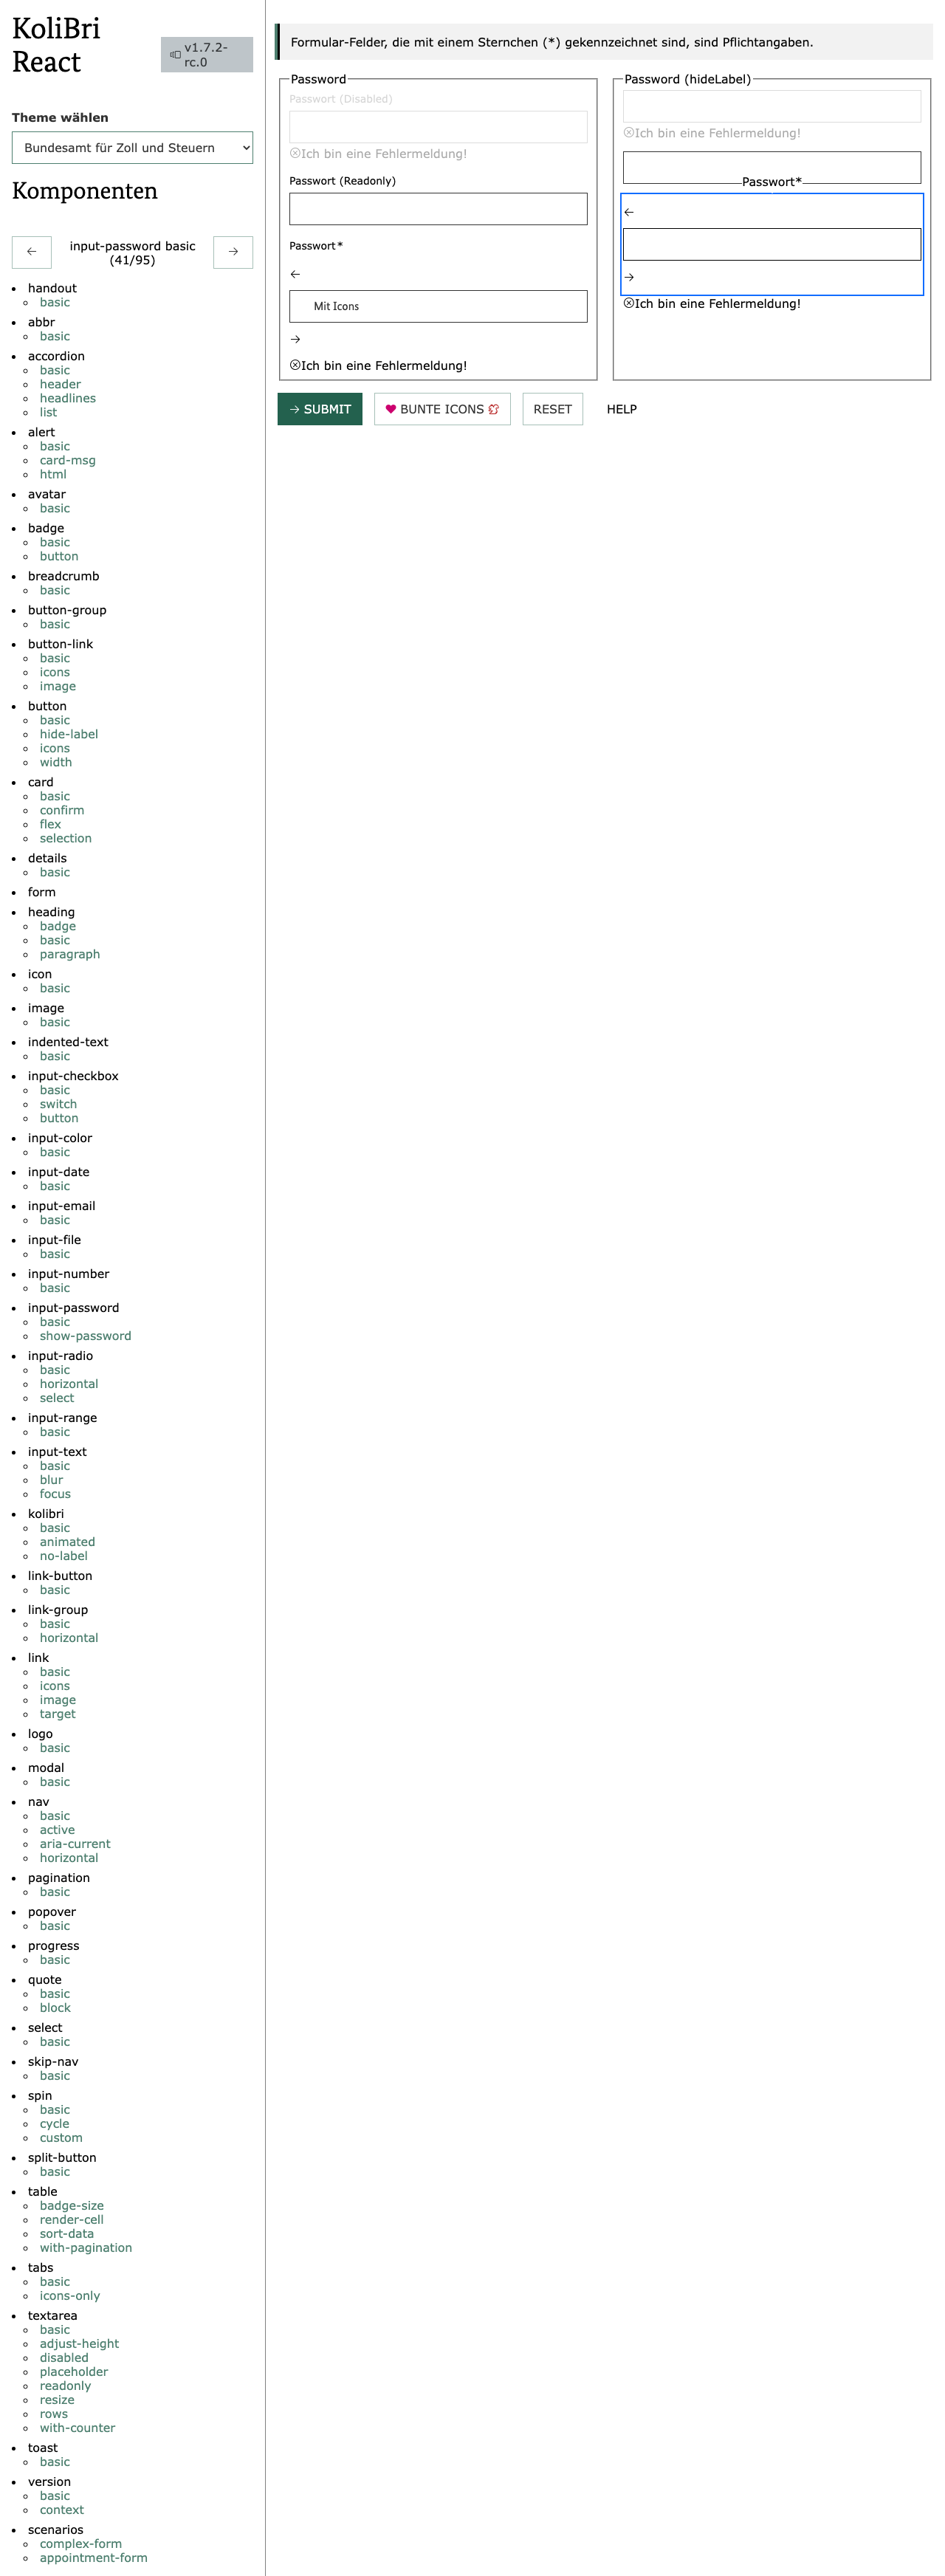 KoliBri
React
v1.7.2-
rc.0
Theme wählen
Bundesamt für Zoll und Steuern
Komponenten
← input-password basic →
(41/95)
handout
basic
abbr
basic
accordion
basic
header
headlines
list
alert
basic
card-msg
html
avatar
basic
badge
basic
button
breadcrumb
basic
button-group
basic
button-link
basic
icons
image
button
basic
hide-label
icons
width
card
basic
confirm
flex
selection
details
basic
form
heading
badge
basic
paragraph
icon
basic
image
basic
indented-text
basic
input-checkbox
basic
switch
button
input-color
basic
input-date
basic
input-email
basic
input-file
basic
input-number
basic
input-password
basic
show-password
input-radio
basic
horizontal
select
input-range
basic
input-text
basic
blur
focus
kolibri
basic
animated
no-label
link-button
basic
link-group
basic
horizontal
link
basic
icons
image
target
logo
basic
modal
basic
nav
basic
active
aria-current
horizontal
pagination
basic
popover
basic
progress
basic
quote
basic
block
select
basic
skip-nav
basic
spin
basic
cycle
custom
split-button
basic
table
badge-size
render-cell
sort-data
with-pagination
tabs
basic
icons-only
textarea
basic
adjust-height
disabled
placeholder
readonly
resize
rows
with-counter
toast
basic
version
basic
context
scenarios
complex-form
appointment-form
Formular-Felder, die mit einem Sternchen (*) gekennzeichnet sind, sind Pflichtangaben.
Password
Passwort (Disabled)
Ich bin eine Fehlermeldung!
Passwort (Readonly)
Passwort*
←
Mit Icons
→
Ich bin eine Fehlermeldung!
Password (hideLabel)
Ich bin eine Fehlermeldung!
Passwort*
←
→
Ich bin eine Fehlermeldung!
→ SUBMIT
BUNTE ICONS
RESET
HELP